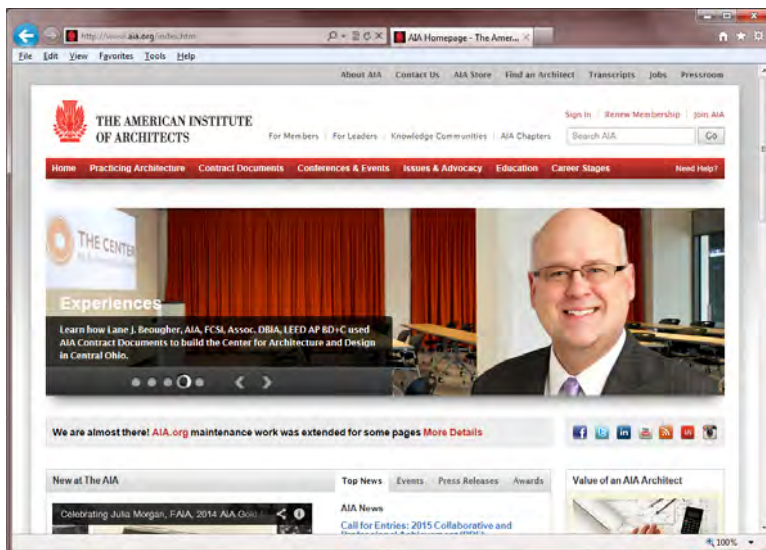 http://www.aia.org/index.htm
AIA Homepage - The Amer...
File Edit View Favorites Tools Help
About AIA Contact Us AIA Store Find an Architect Transcripts Jobs Pressroom
THE AMERICAN INSTITUTE
OF ARCHITECTS
Sign In Renew Membership Join AIA
For Members For Leaders Knowledge Communities AIA Chapters
Search AIA
Go
Home Practicing Architecture Contract Documents Conferences & Events Issues & Advocacy Education Career Stages Need Help?
THE CENTER
Experiences
Learn how Lane J. Beougher, AIA, FCSI, Assoc. DBIA, LEED AP BD+C used
AIA Contract Documents to build the Center for Architecture and Design
in Central Ohio.
We are almost there! AIA.org maintenance work was extended for some pages More Details
New at The AIA
Top News Events Press Releases Awards
Value of an AIA Architect
Celebrating Julia Morgan, FAIA, 2014 AIA Gold
AIA News
Call for Entries: 2015 Collaborative and
100%